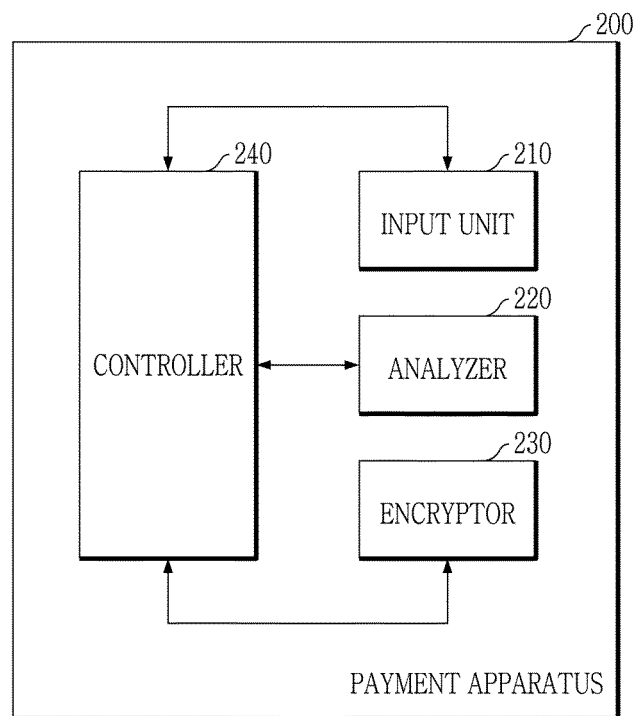 200
240
210
INPUT UNIT
220
CONTROLLER
ANALYZER
230
ENCRYPTOR
PAYMENT APPARATUS